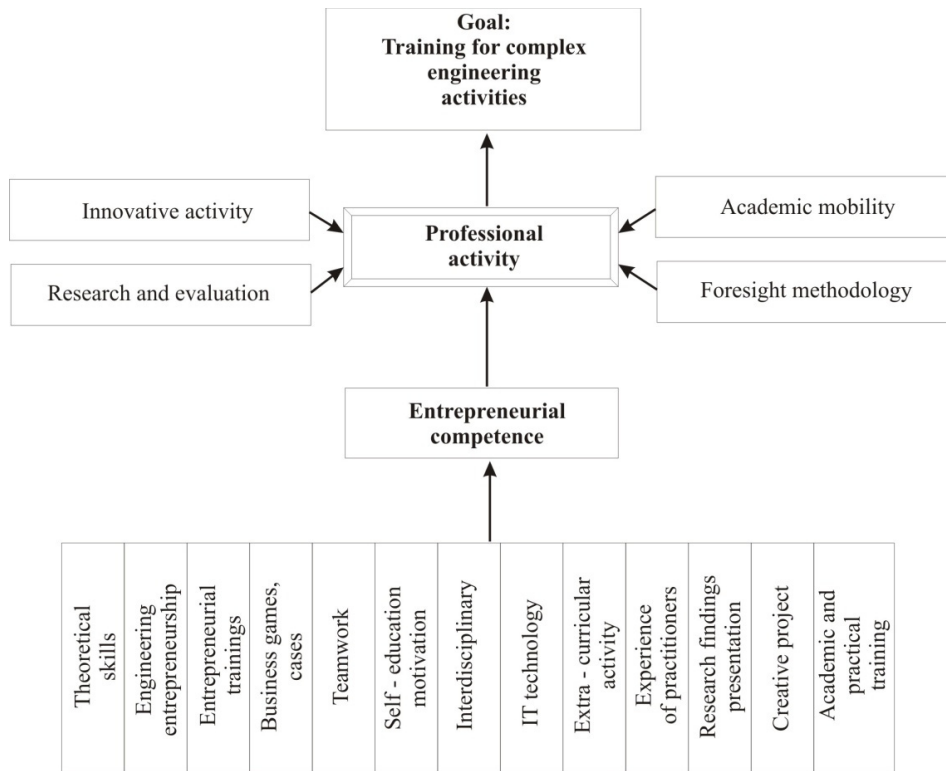 Goal:
Training for complex
engineering
activities
Innovative activity
Academic mobility
Professional
activity
Research and evaluation
Foresight methodology
Entrepreneurial
competence
Theoretical
skills
Engineering
entrepreneurship
Entrepreneurial
trainings
Business games,
cases
Teamwork
Self - education
motivation
Interdisciplinary
IT technology
Extra - curricular
activity
Experience
of practitioners
Research findings
presentation
Creative project
Academic and
practical
training